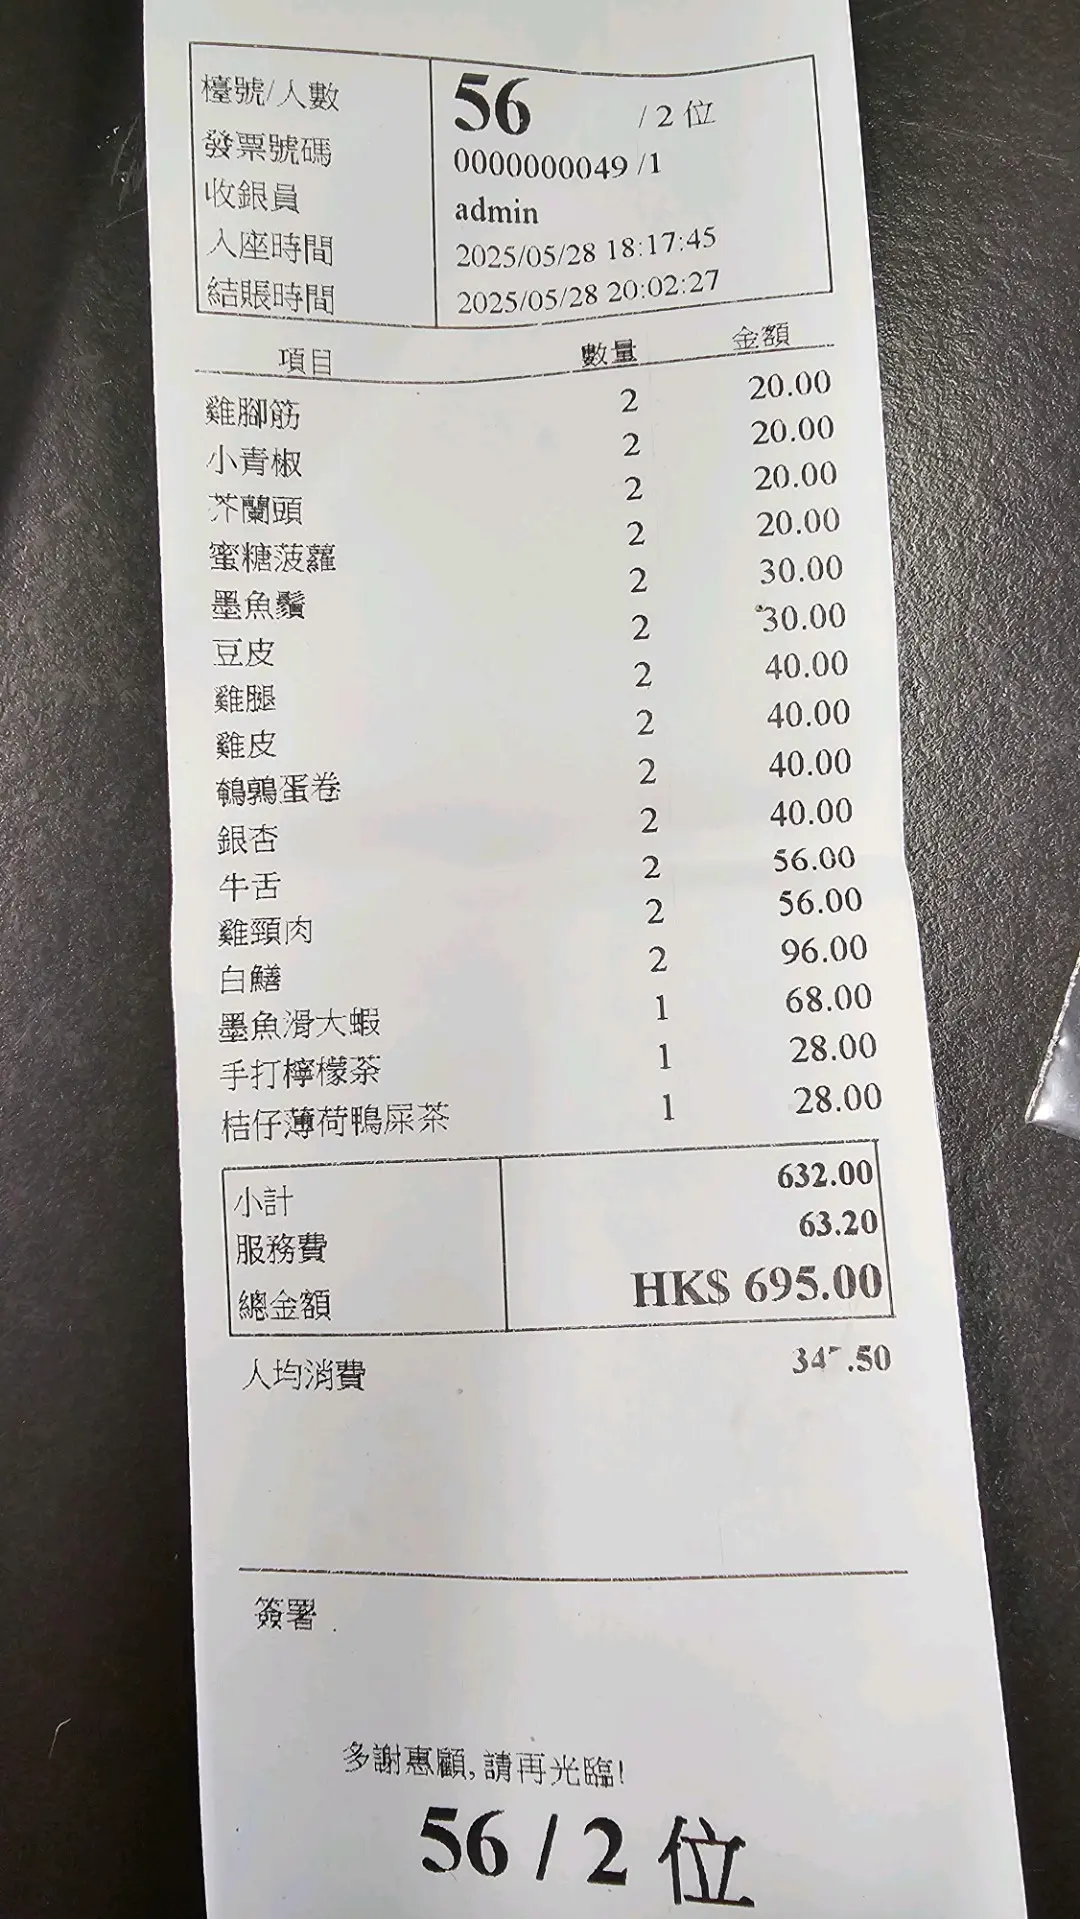 檯號/人數 56 /2 位
發票號碼 0000000049 /1
收銀員 admin
入座時間 2025/05/28 18:17:45
結賬時間 2025/05/28 20:02:27
項目 數量 金額
雞腳筋 2 20.00
小青椒 2 20.00
芥蘭頭 2 20.00
蜜糖菠蘿 2 20.00
墨魚鬚 2 30.00
豆皮 2 30.00
雞腿 2 40.00
雞皮 2 40.00
鵪鶉蛋卷 2 40.00
銀杏 2 40.00
牛舌 2 56.00
雞頸肉 2 56.00
白鱔 2 96.00
墨魚滑大蝦 1 68.00
手打檸檬茶 1 28.00
桔仔薄荷鴨屎茶 1 28.00
小計 632.00
服務費 63.20
總金額 HK$ 695.00
人均消費
簽署
多謝惠顧,請再光臨!
56 / 2 位